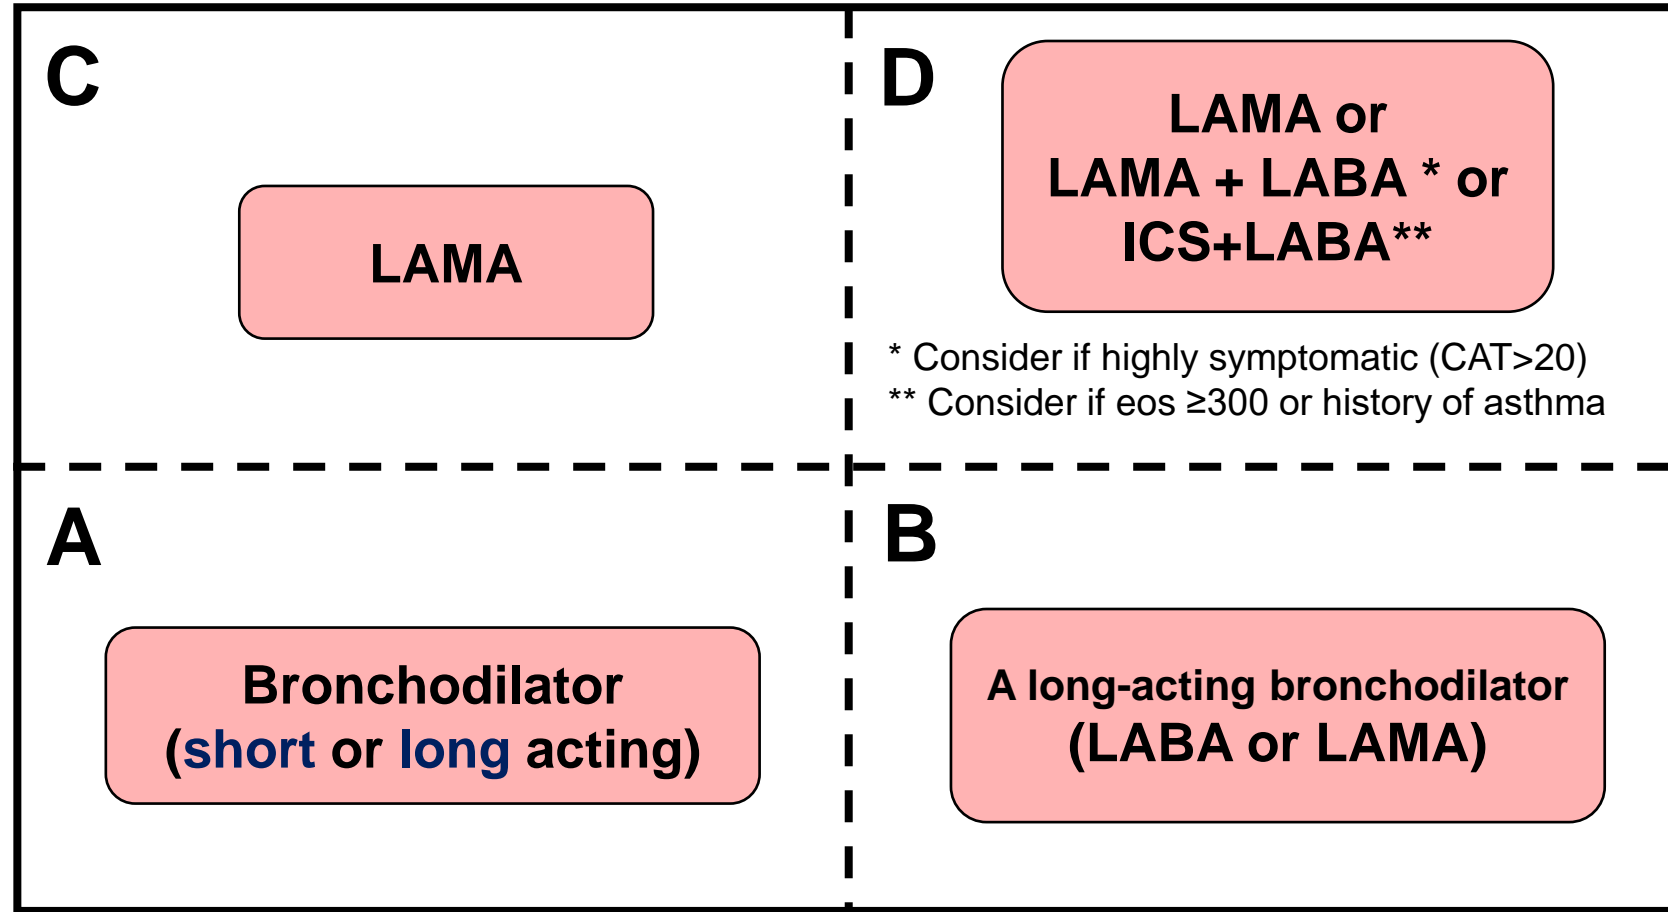 C
LAMA
D
LAMA or
LAMA + LABA * or
ICS+LABA**
* Consider if highly symptomatic (CAT>20)
** Consider if eos ≥300 or history of asthma
A
Bronchodilator
(short or long acting)
B
A long-acting bronchodilator
(LABA or LAMA)